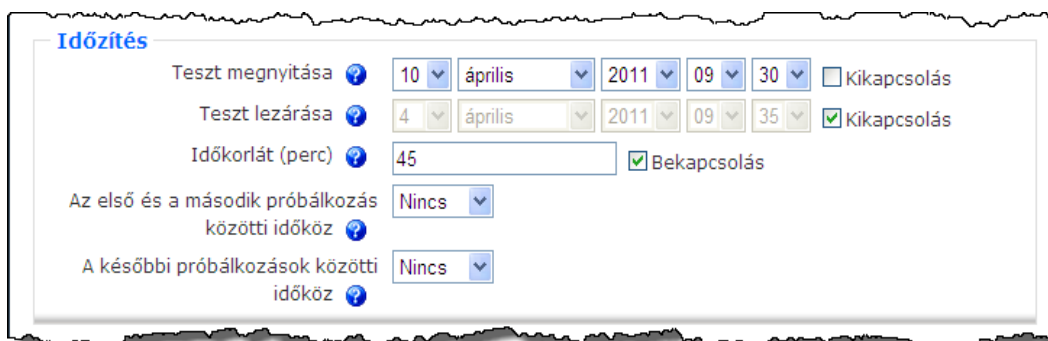 Időzítés
Teszt megnyitása 10 április 2011 09 30 Kikapcsolás
Teszt lezárása 4 április 2011 09 35 Kikapcsolás
Időkorlát (perc) 45 Bekapcsolás
Az első és a második próbálkozás Nincs
közötti időköz
A későbbi próbálkozások közötti Nincs
időköz